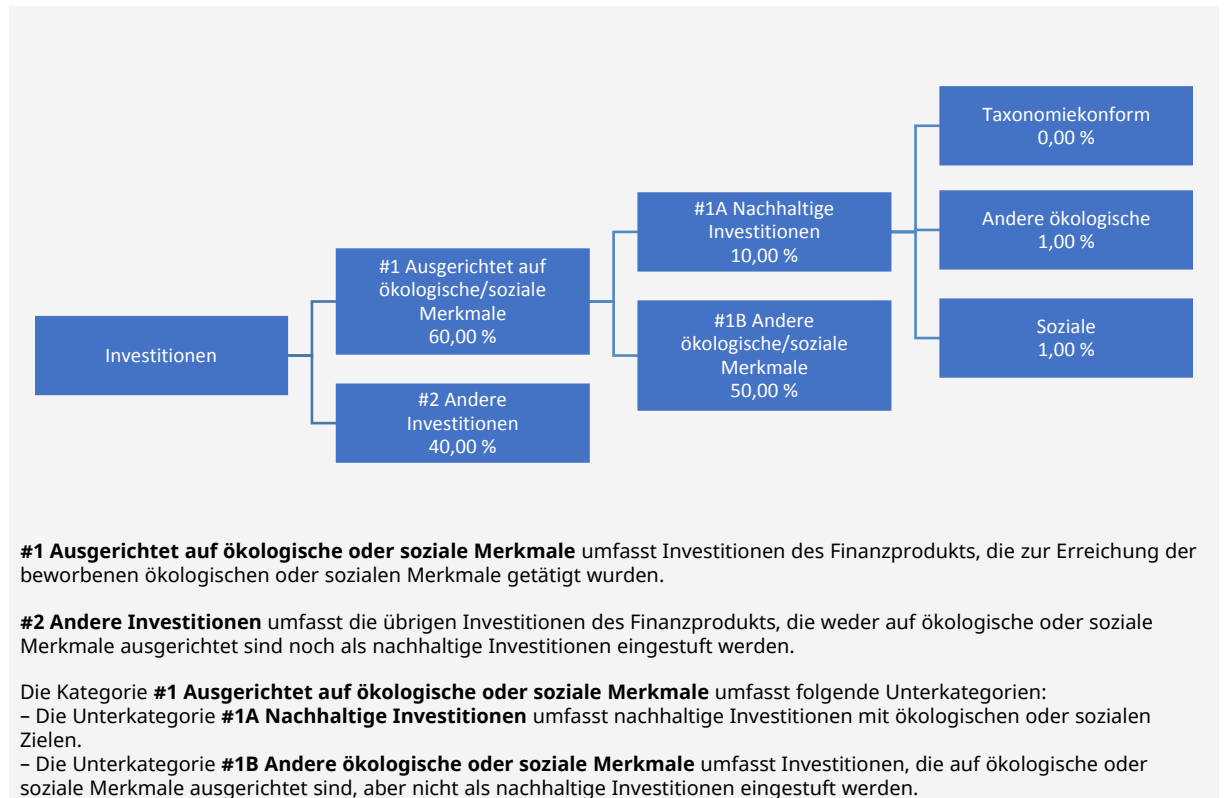 Investitionen
#1 Ausgerichtet auf
ökologische/soziale
Merkmale
60,00 %
#2 Andere
Investitionen
40,00 %
#1A Nachhaltige
Investitionen
10,00 %
#1B Andere
ökologische/soziale
Merkmale
50,00 %
Taxonomiekonform
0,00 %
Andere ökologische
1,00 %
Soziale
1,00 %
#1 Ausgerichtet auf ökologische oder soziale Merkmale umfasst Investitionen des Finanzprodukts, die zur Erreichung der
beworbenen ökologischen oder sozialen Merkmale getätigt wurden.
#2 Andere Investitionen umfasst die übrigen Investitionen des Finanzprodukts, die weder auf ökologische oder soziale
Merkmale ausgerichtet sind noch als nachhaltige Investitionen eingestuft werden.
Die Kategorie #1 Ausgerichtet auf ökologische oder soziale Merkmale umfasst folgende Unterkategorien:
– Die Unterkategorie #1A Nachhaltige Investitionen umfasst nachhaltige Investitionen mit ökologischen oder sozialen
Zielen.
– Die Unterkategorie #1B Andere ökologische oder soziale Merkmale umfasst Investitionen, die auf ökologische oder
soziale Merkmale ausgerichtet sind, aber nicht als nachhaltige Investitionen eingestuft werden.